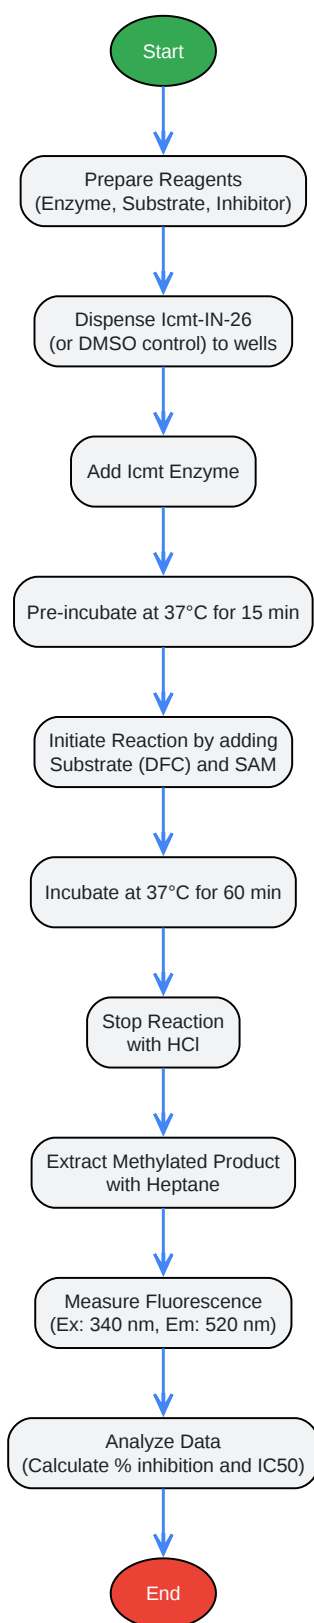 Start
Prepare Reagents
(Enzyme, Substrate, Inhibitor)
Dispense Icmt-IN-26
(or DMSO control) to wells
Add Icmt Enzyme
Pre-incubate at 37°C for 15 min
Initiate Reaction by adding
Substrate (DFC) and SAM
Incubate at 37°C for 60 min
Stop Reaction
with HCl
Extract Methylated Product
with Heptane
Measure Fluorescence
(Ex: 340 nm, Em: 520 nm)
Analyze Data
(Calculate % inhibition and IC50)
End